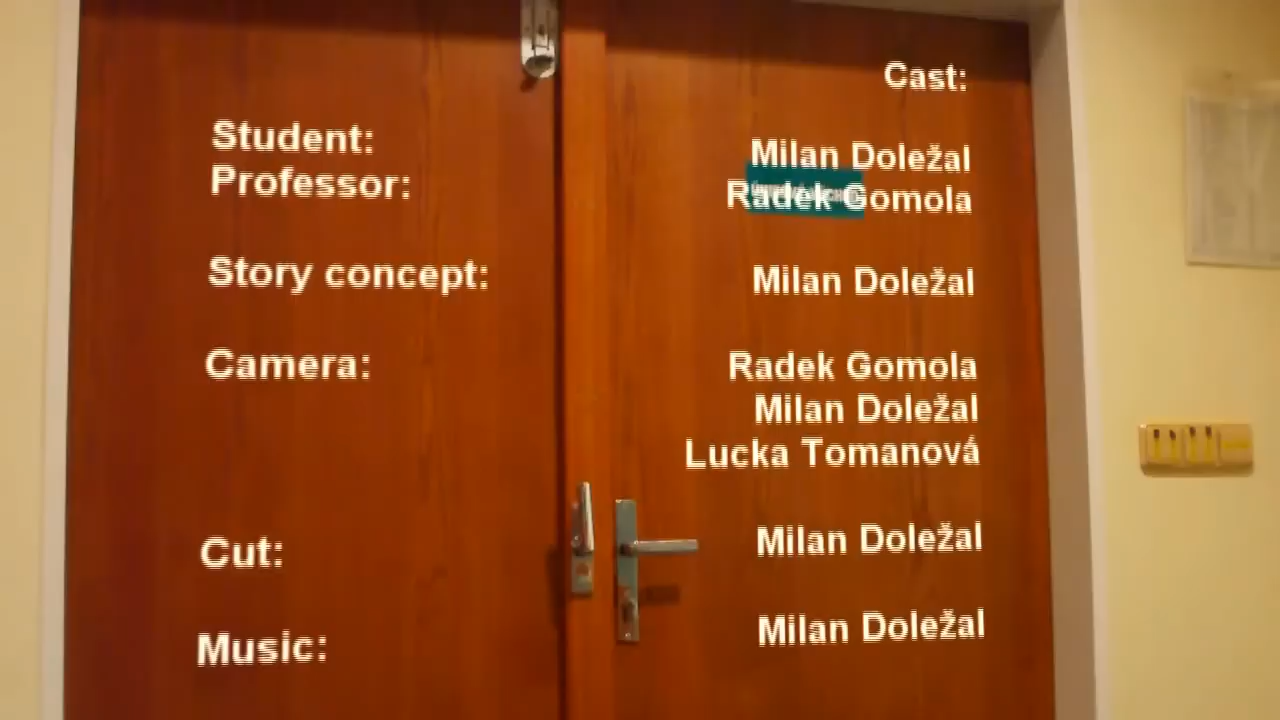 Cast:
Student: Milan Doležal
Professor: Radek Gomola
Story concept: Milan Doležal
Camera: Radek Gomola
Milan Doležal
Lucka Tomanová
Cut: Milan Doležal
Music: Milan Doležal